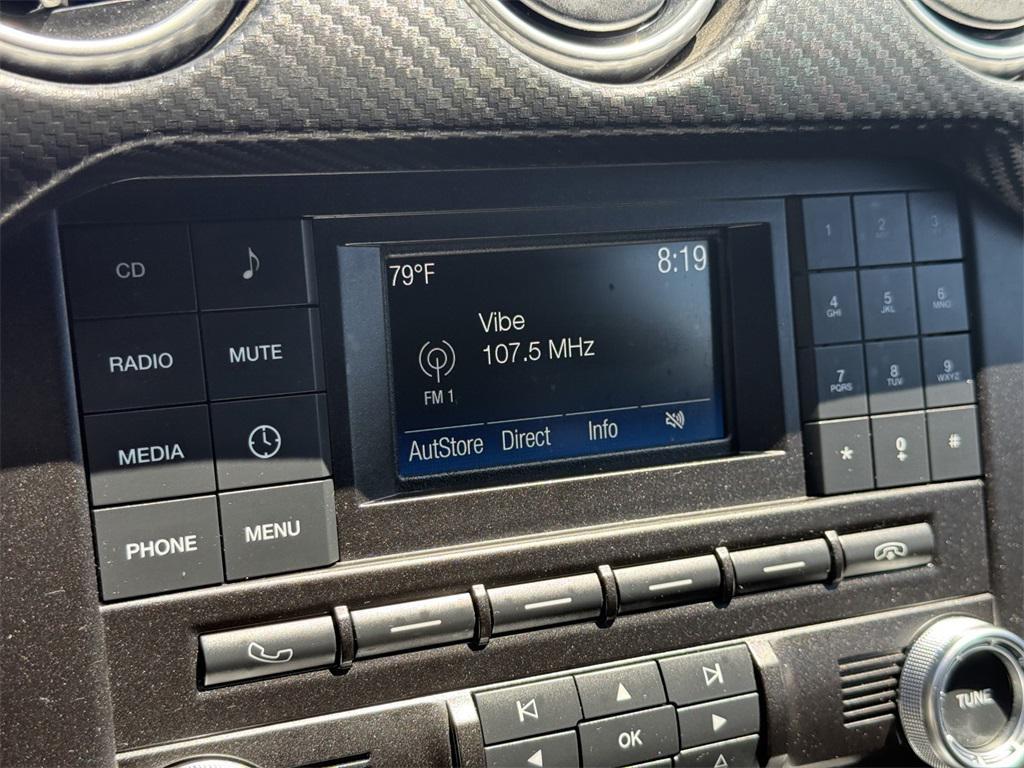 79°F
8:19
Vibe
107.5 MHz
FM 1
AutStore
Direct
Info
CD
RADIO
MUTE
MEDIA
PHONE
MENU
1
2
3
4
GHI
5
JKL
6
MNO
7
PQRS
8
TUV
9
WXYZ
*
0
+
#
OK
TUNE